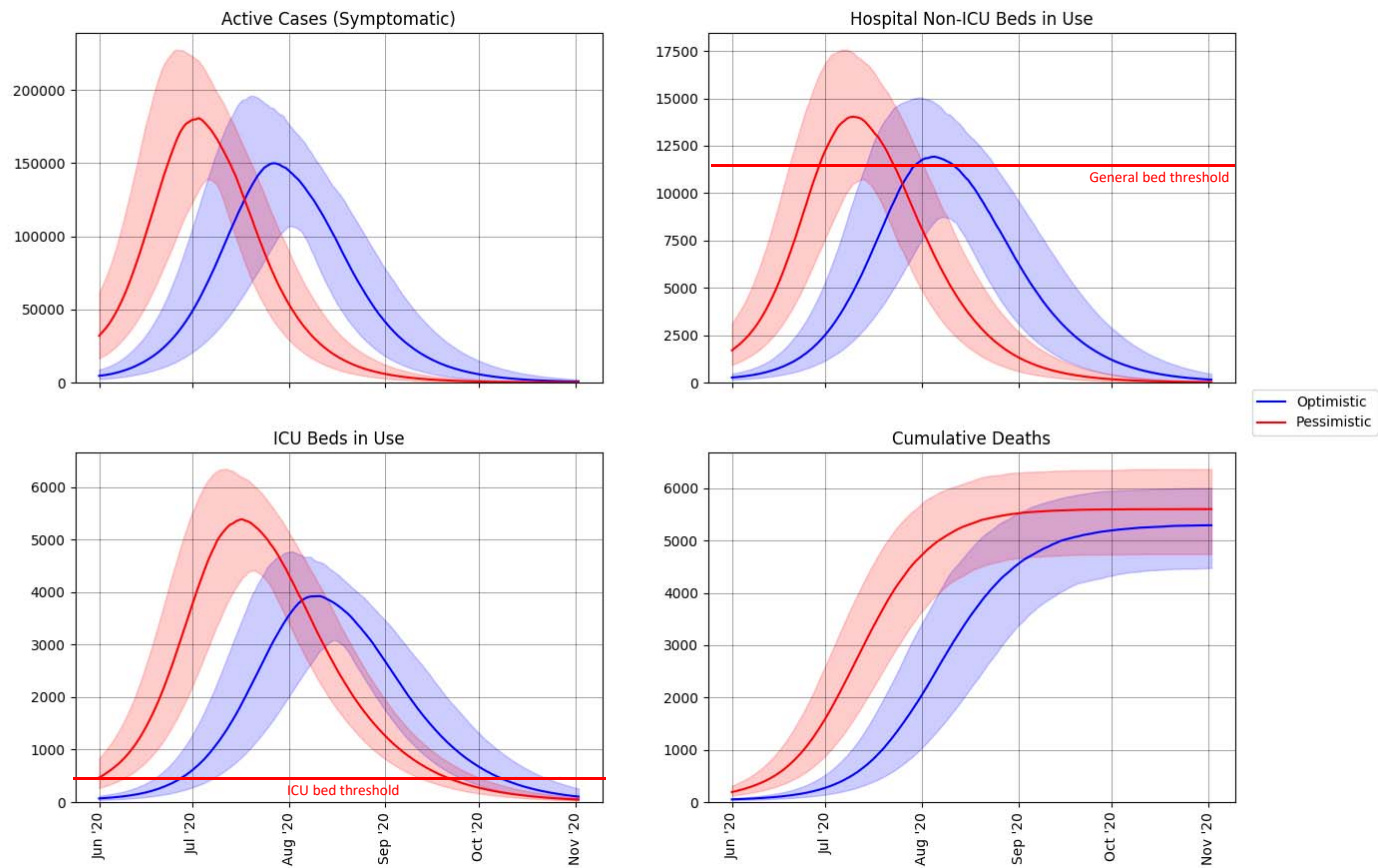 Active Cases (Symptomatic)
200000
150000
100000
50000
0
Hospital Non-ICU Beds in Use
17500
15000
12500
10000
7500
5000
2500
0
General bed threshold
Optimistic
Pessimistic
ICU Beds in Use
6000
5000
4000
3000
2000
1000
0
ICU bed threshold
Jun '20
Jul '20
Aug '20
Sep '20
Oct '20
Nov '20
Cumulative Deaths
6000
5000
4000
3000
2000
1000
0
Jun '20
Jul '20
Aug '20
Sep '20
Oct '20
Nov '20